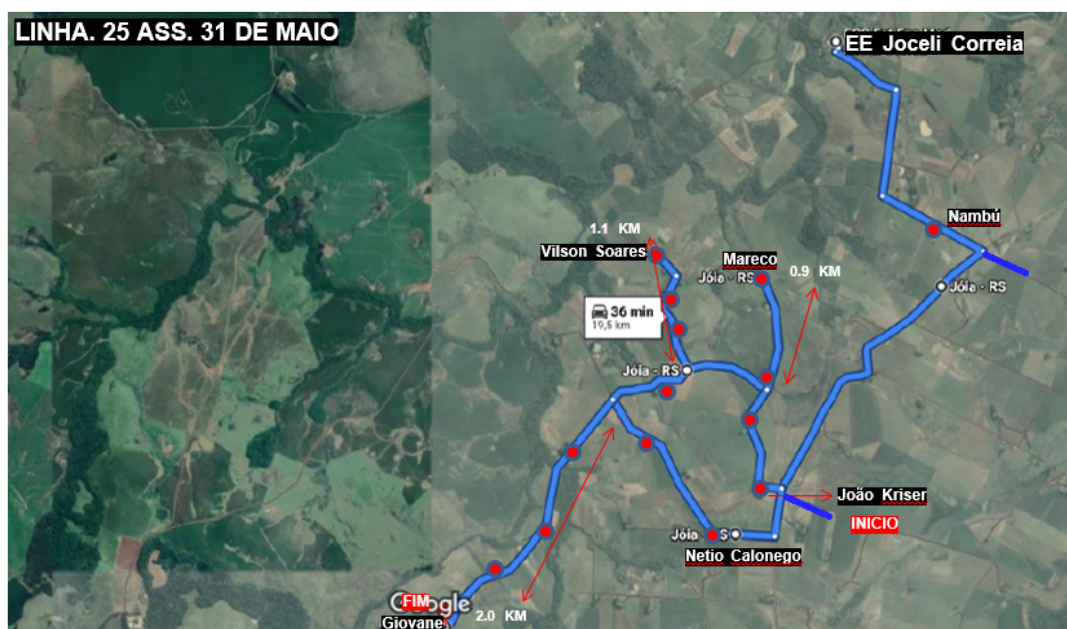 LINHA. 25 ASS. 31 DE MAIO
EE Joceli Correia
Nambú
1.1 KM
Vilson Soares
Mareco
Jóia - RS
0.9 KM
Jóia - RS
36 min
19,5 km
Jóia - RS
João Kriser
INICIO
Jóia - S
Netio Calonego
FIM
Google
Giovane
2.0 KM